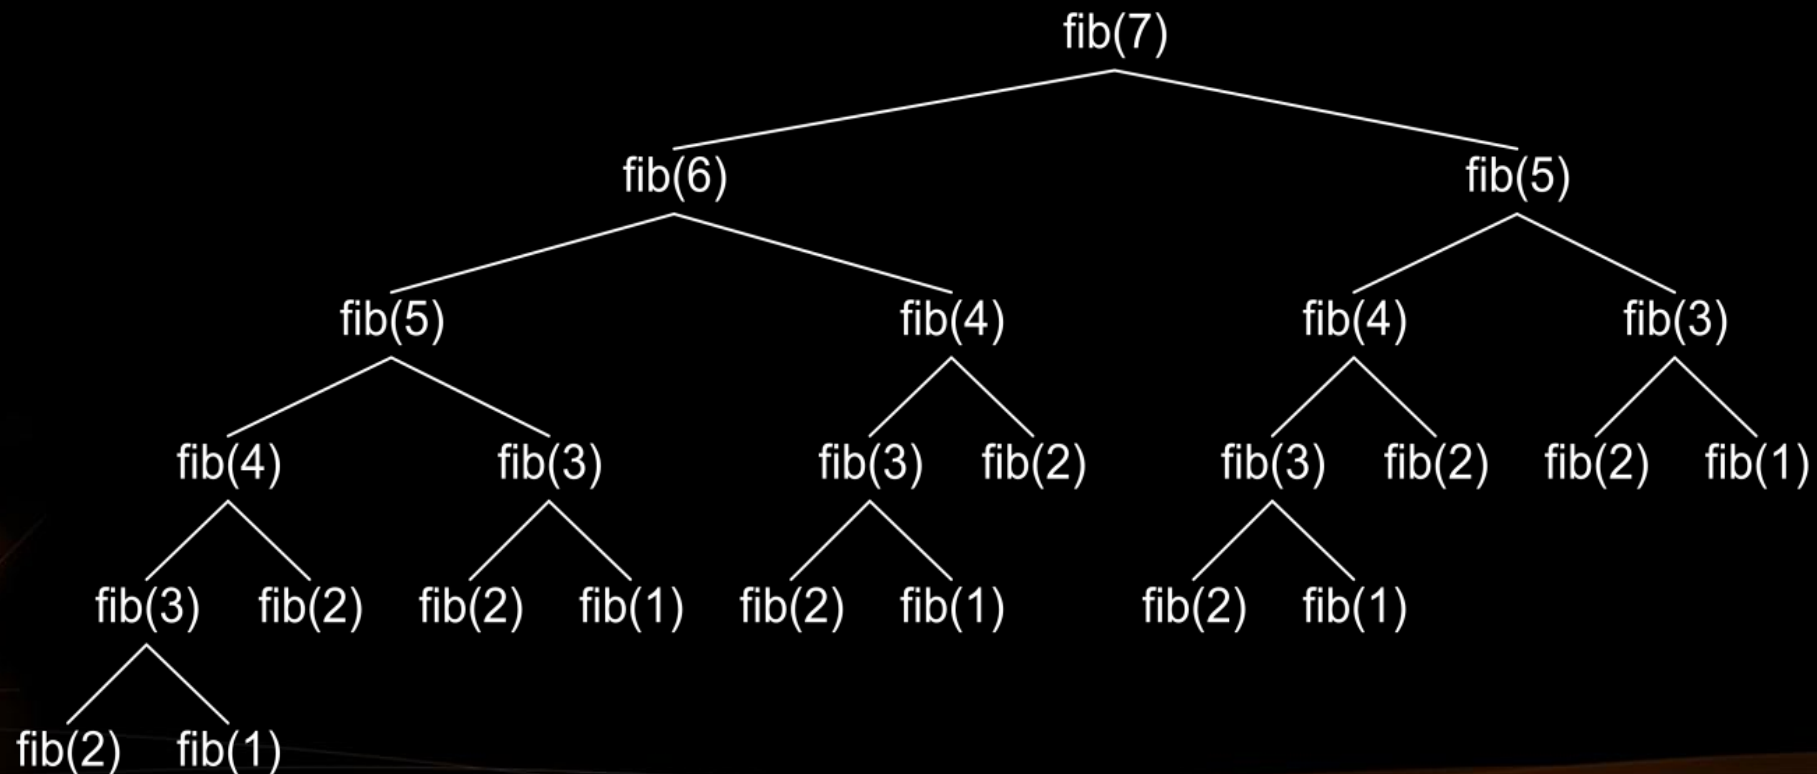 fib(7)
fib(6) fib(5)
fib(5) fib(4) fib(4) fib(3)
fib(4) fib(3) fib(3) fib(2) fib(3) fib(2) fib(2) fib(1)
fib(3) fib(2) fib(2) fib(1) fib(2) fib(1) fib(2) fib(1)
fib(2) fib(1)